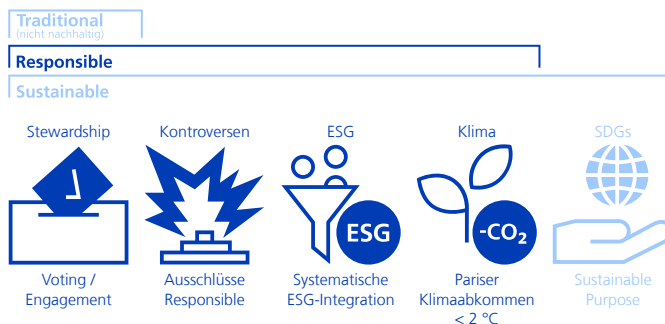 Traditional
(nicht nachhaltig)
Responsible
Sustainable
Stewardship
Kontroversen
ESG
Klima
SDGs
ESG
-CO₂
Voting /
Engagement
Ausschlüsse
Responsible
Systematische
ESG-Integration
Pariser
Klimaabkommen
< 2 °C
Sustainable
Purpose